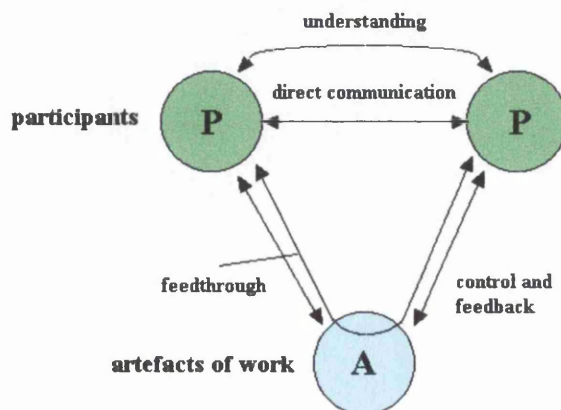 understanding
direct communication
participants
P
P
feedthrough
control and
feedback
artefacts of work
A